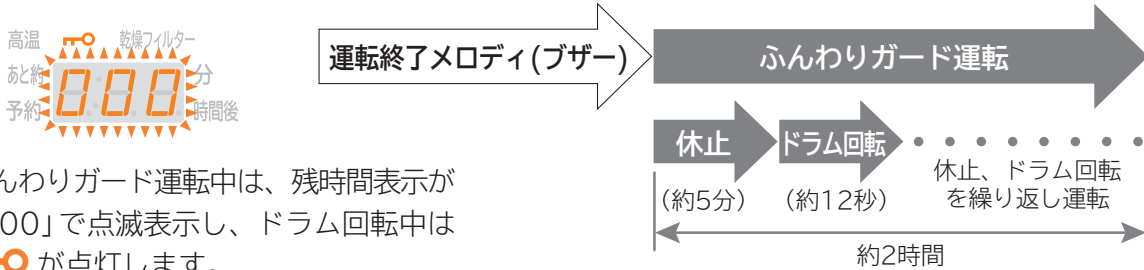 高温 乾燥フィルター
あと約 000 分
予約 時間後
んわりガード運転中は、残時間表示が
00」で点滅表示し、ドラム回転中は
が点灯します。
運転終了メロディ(ブザー)
ふんわりガード運転
休止 ドラム回転
(約5分) (約12秒)
休止、ドラム回転
を繰り返し運転
約2時間